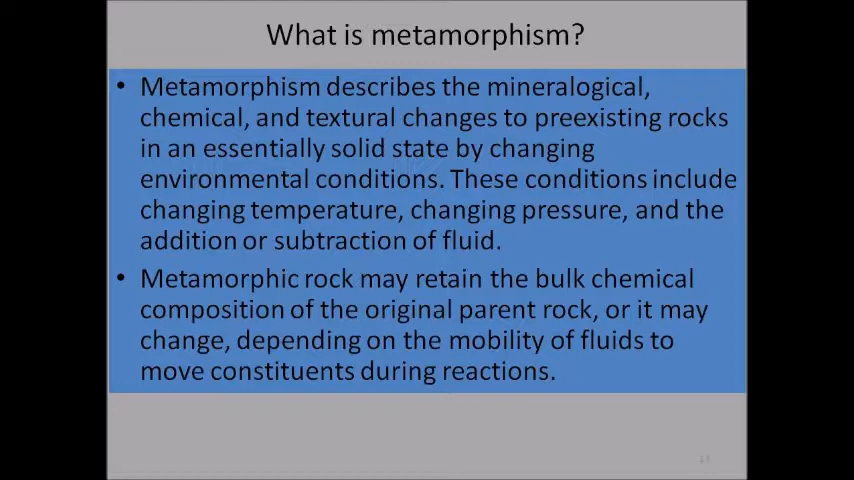 What is metamorphism?
• Metamorphism describes the mineralogical,
chemical, and textural changes to preexisting rocks
in an essentially solid state by changing
environmental conditions. These conditions include
changing temperature, changing pressure, and the
addition or subtraction of fluid.
• Metamorphic rock may retain the bulk chemical
composition of the original parent rock, or it may
change, depending on the mobility of fluids to
move constituents during reactions.